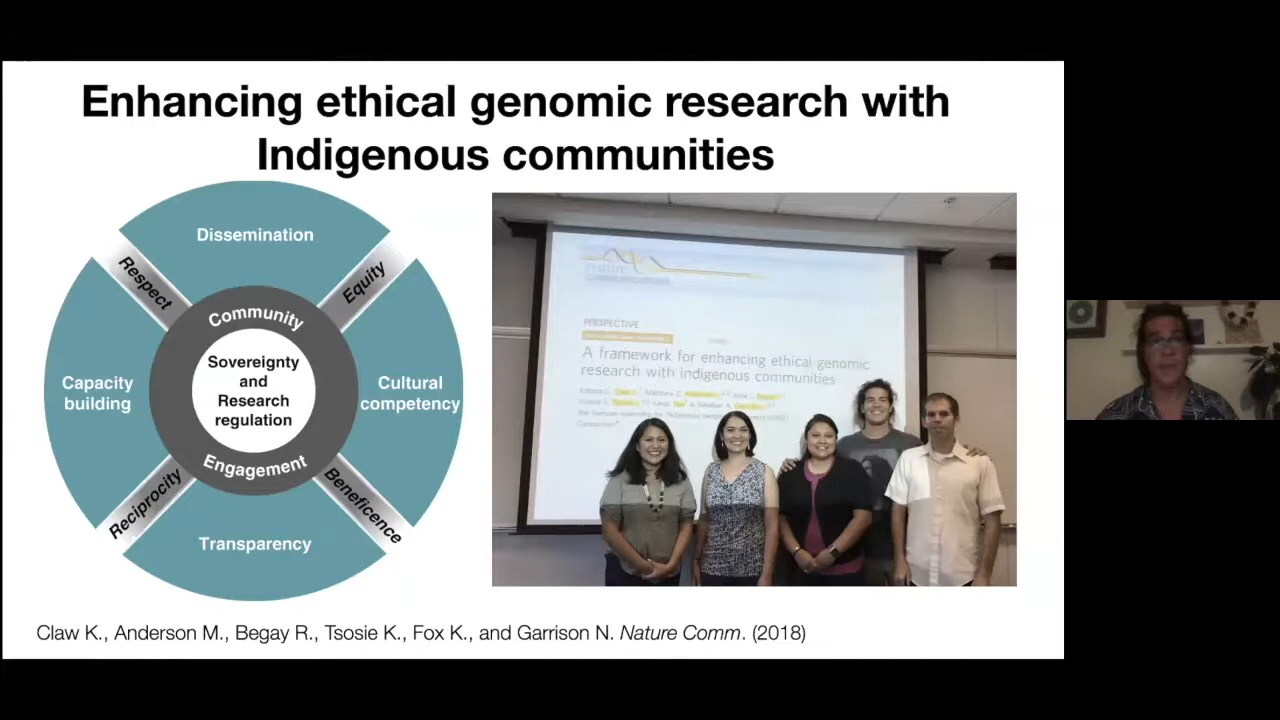 Enhancing ethical genomic research with
Indigenous communities
Dissemination
Respect
Equity
Community
Sovereignty
and
Research
regulation
Capacity
building
Cultural
competency
Engagement
Reciprocity
Beneficence
Transparency
nature
PERSPECTIVE
A framework for enhancing ethical genomic
research with indigenous communities
Claw K., Anderson M., Begay R., Tsosie K., Fox K., and Garrison N. Nature Comm. (2018)